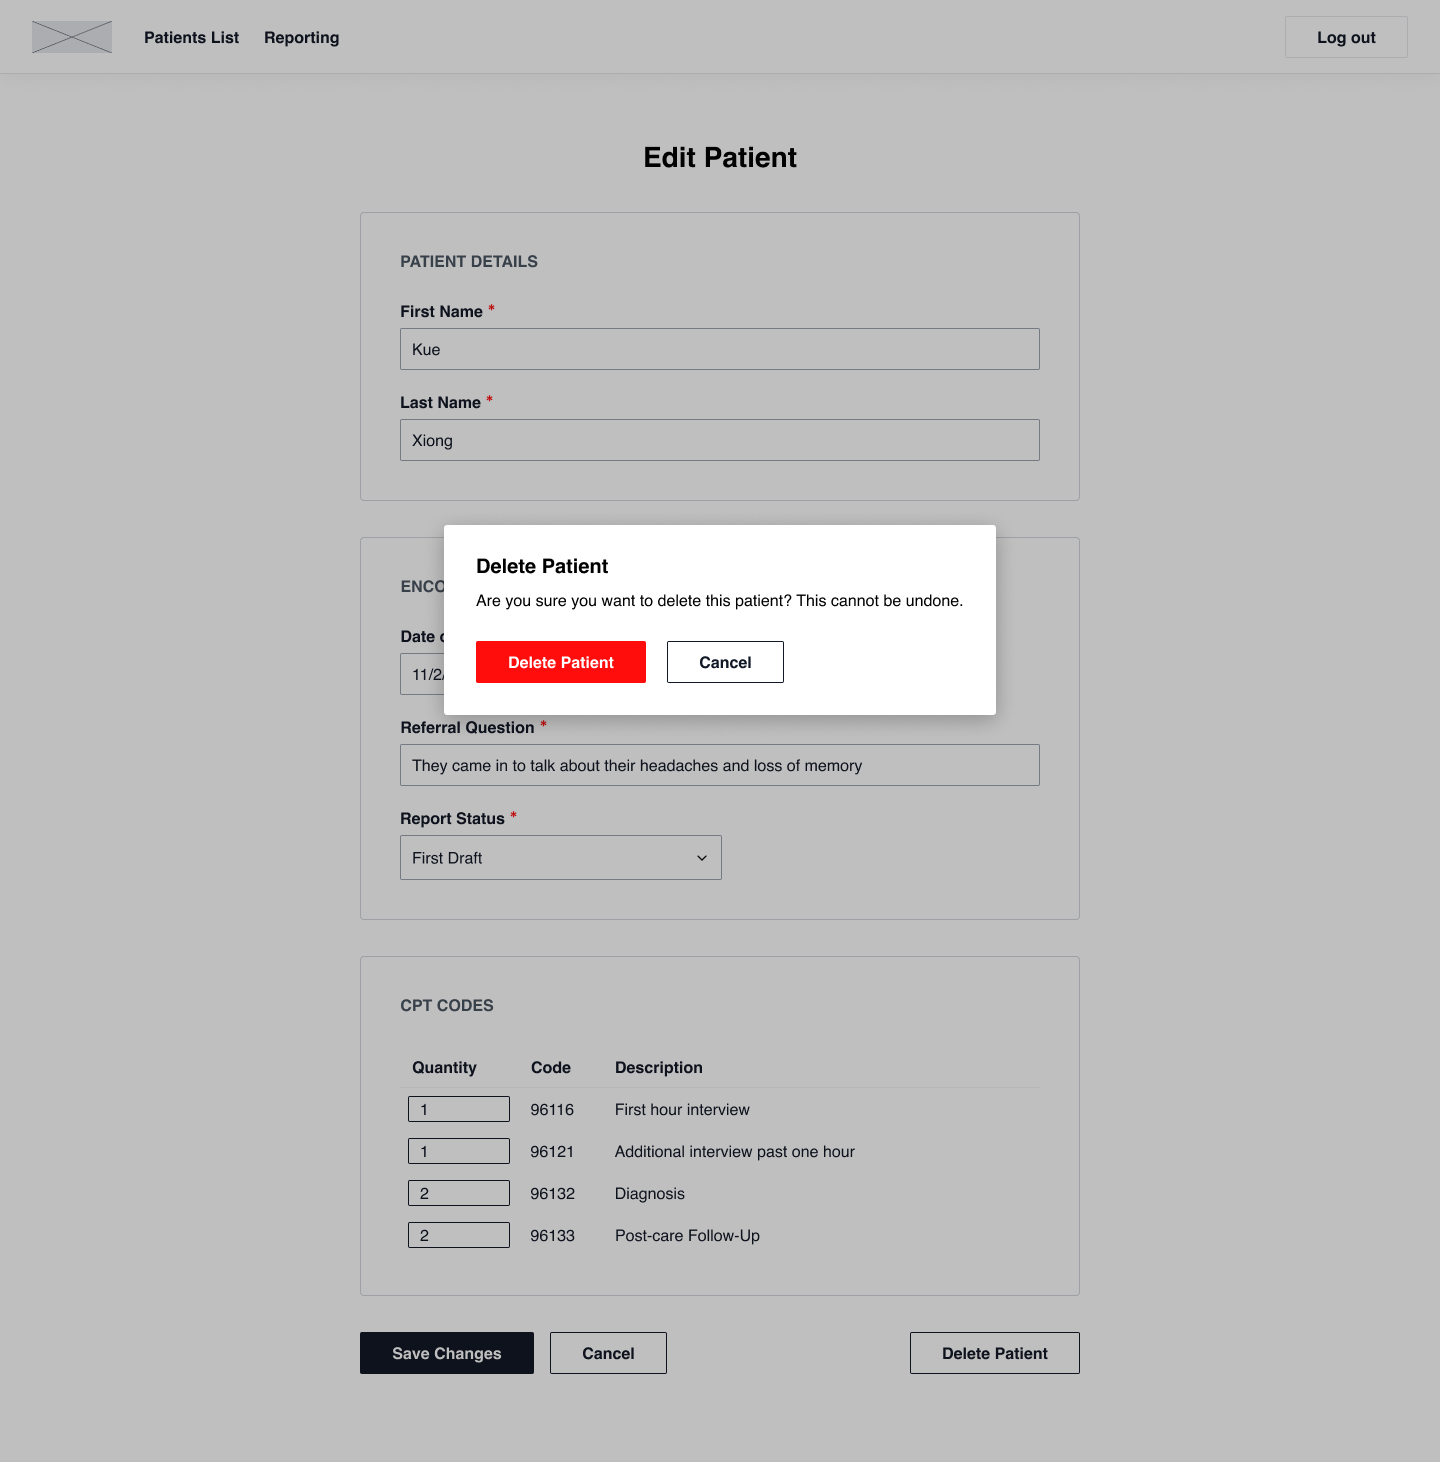 Patients List Reporting Log out
Edit Patient
PATIENT DETAILS
First Name *
Kue
Last Name *
Xiong
Delete Patient
Are you sure you want to delete this patient? This cannot be undone.
Delete Patient Cancel
Date
11/2/
Referral Question *
They came in to talk about their headaches and loss of memory
Report Status *
First Draft
CPT CODES
Quantity Code Description
1 96116 First hour interview
1 96121 Additional interview past one hour
2 96132 Diagnosis
2 96133 Post-care Follow-Up
Save Changes Cancel Delete Patient